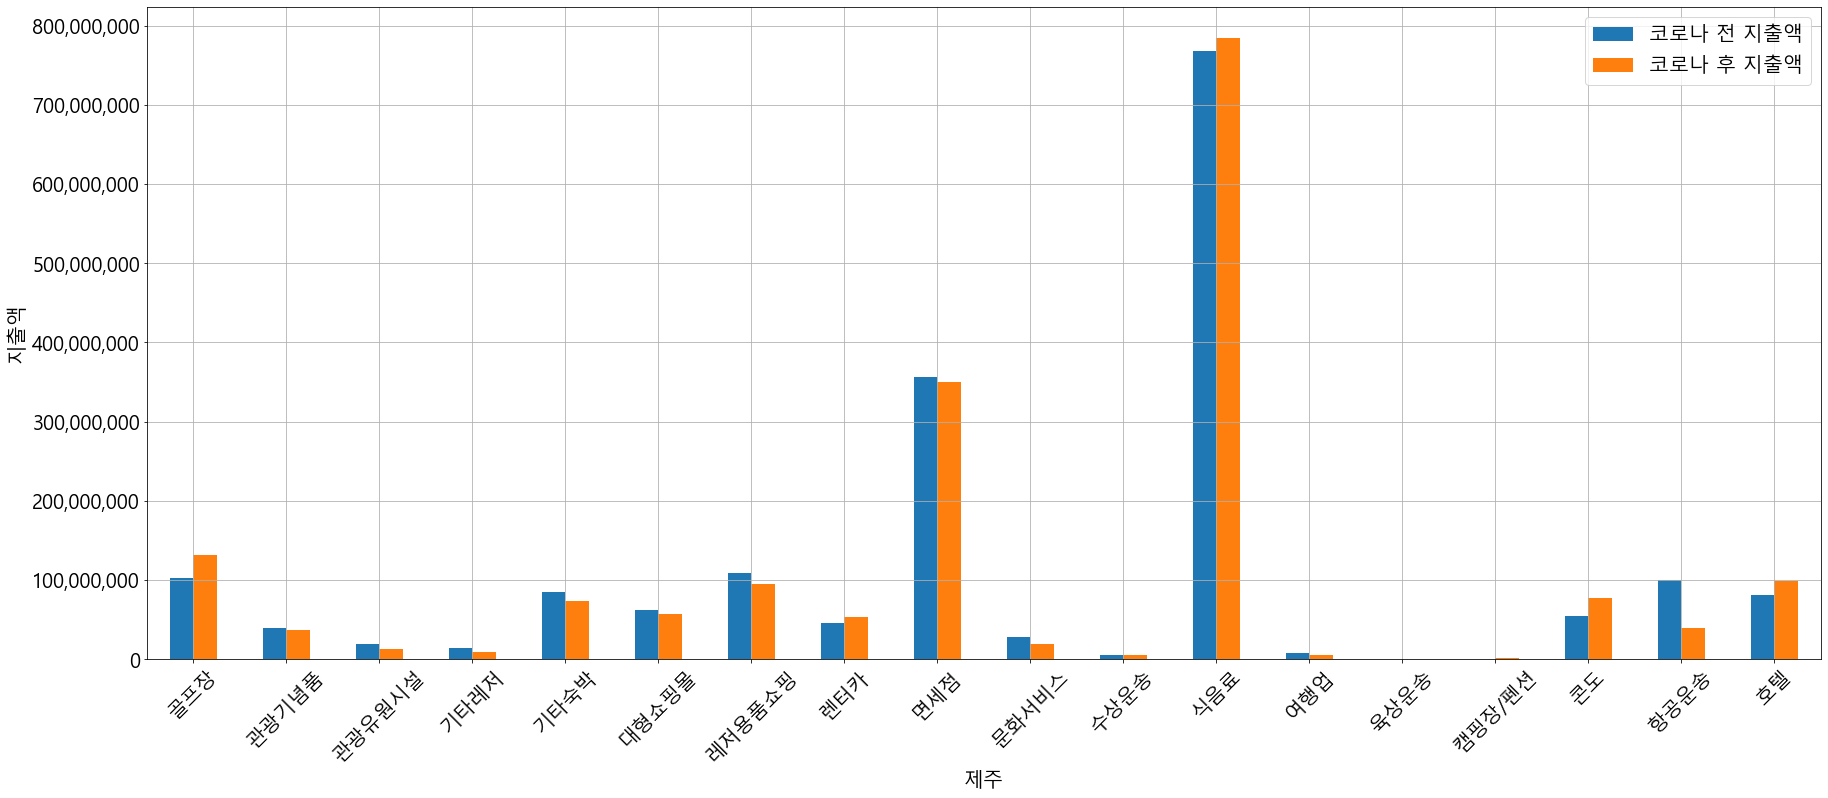 코로나 전 지출액
코로나 후 지출액
800,000,000
700,000,000
600,000,000
500,000,000
400,000,000
300,000,000
200,000,000
100,000,000
0
지출액
골프장
관광기념품
관광유원시설
기타레저
기타숙박
대형쇼핑몰
레저용품쇼핑
렌터카
면세점
문화서비스
수상운송
식음료
여행업
육상운송
캠핑장/펜션
콘도
항공운송
호텔
제주